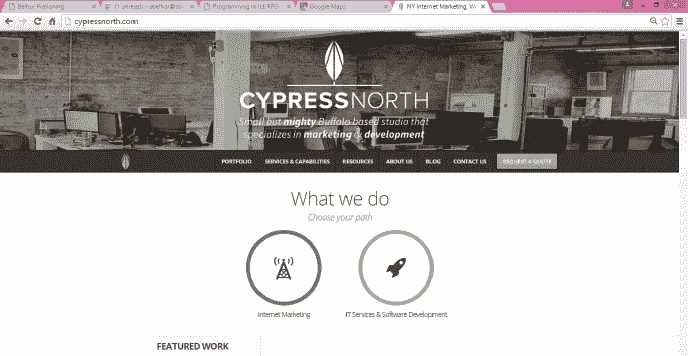 Google Maps
NY Internet Marketing, W
cypressnorth.com
CYPRESSNORTH
Small but mighty Buffalo based studio that
specializes in marketing & development
PORTFOLIO SERVICES & CAPABILITIES RESOURCES ABOUT US BLOG CONTACT US REQUEST A QUOTE
What we do
Choose your path
Internet Marketing IT Services & Software Development
FEATURED WORK